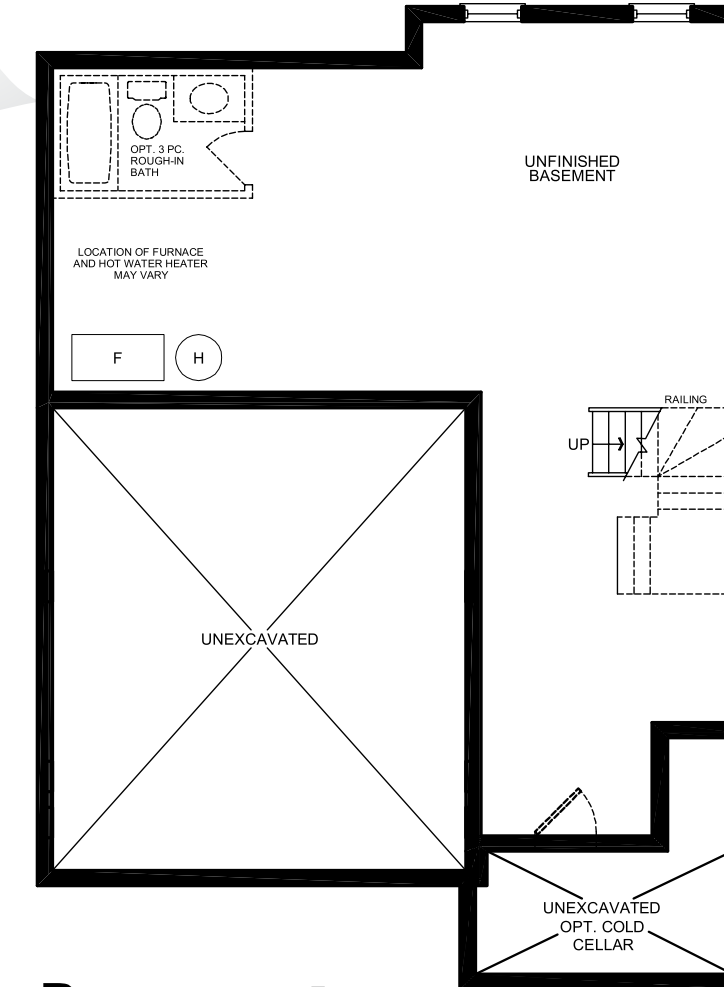 OPT. 3 PC.
ROUGH-IN
BATH
UNFINISHED
BASEMENT
LOCATION OF FURNACE
AND HOT WATER HEATER
MAY VARY
F
H
RAILING
UP
UNEXCAVATED
UNEXCAVATED
OPT. COLD
CELLAR